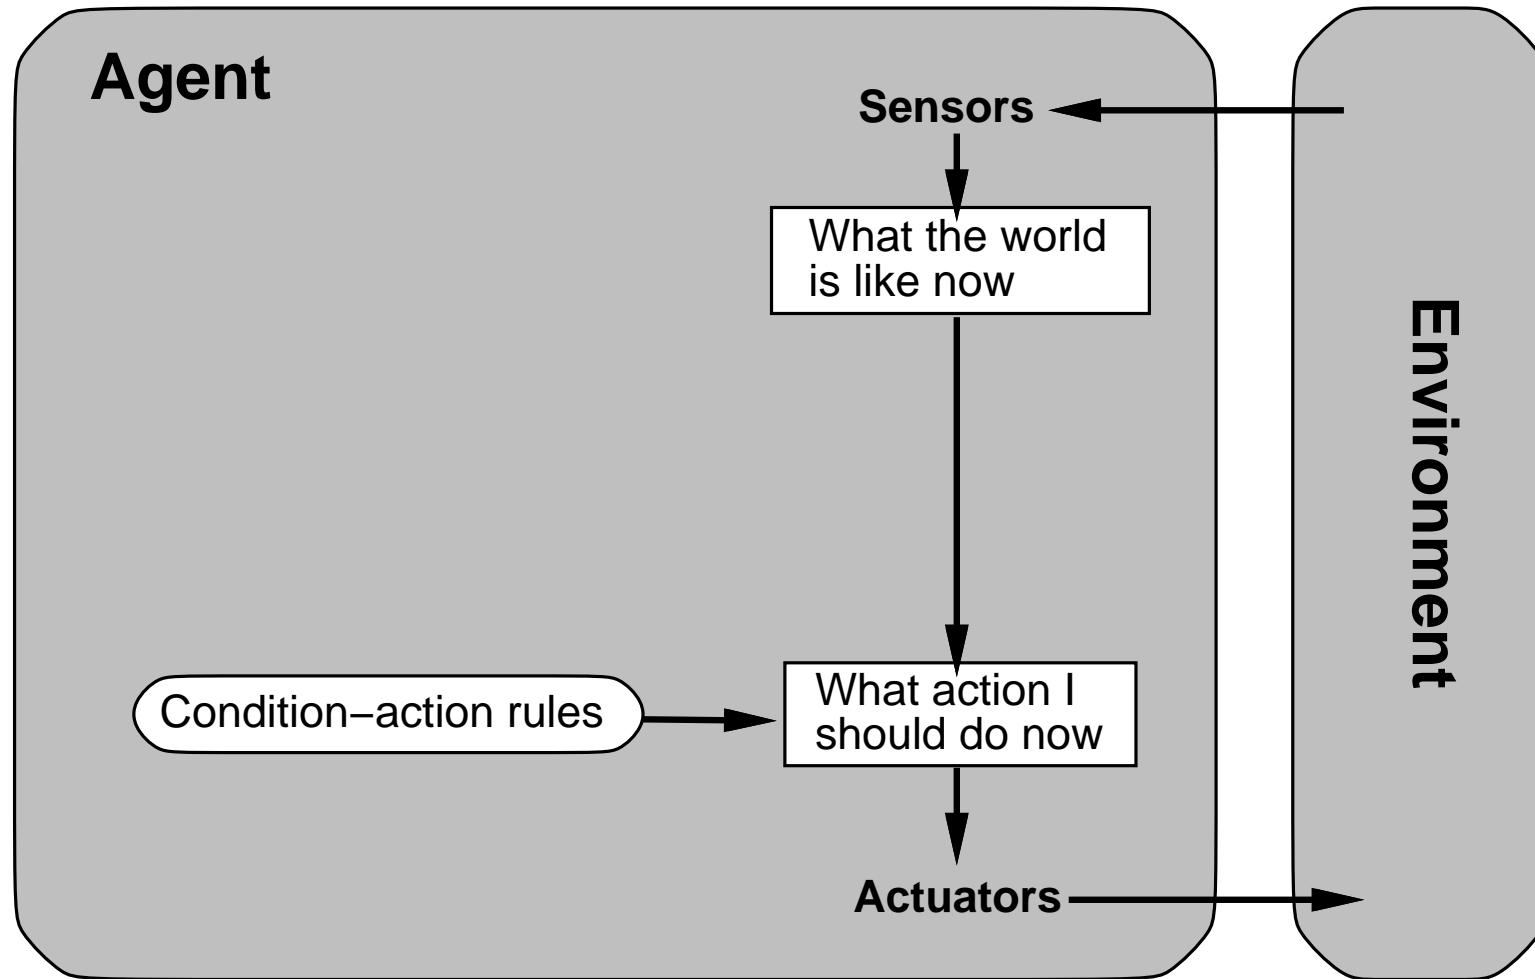 Agent
Sensors
What the world
is like now
Environment
Condition−action rules
What action I
should do now
Actuators